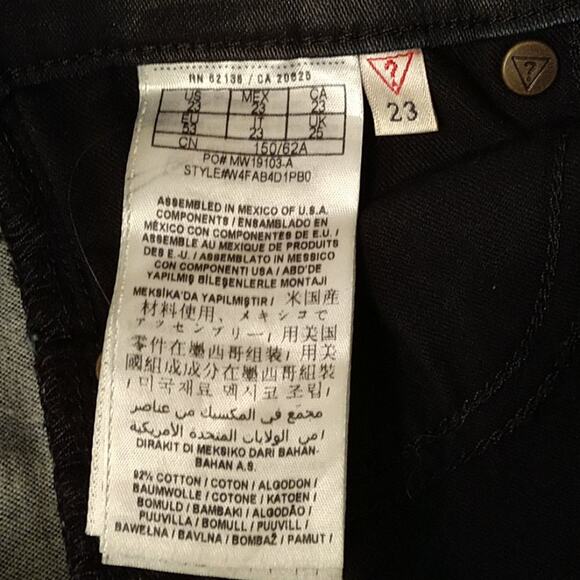 RN 62136 / CA 20826
US MEX CA
23 23 23
EU IT UK
53 23 25
CN 150/62A
PO# MW19103-A
STYLE#W4FAB4D1PB0
ASSEMBLED IN MEXICO OF U.S.A.
COMPONENTS / ENSAMBLADO EN
MÉXICO CON COMPONENTES DE E.U. /
ASSEMBLE AU MEXIQUE DE PRODUITS
DES E.U. / ASSEMBLATO IN MESSICO
CON COMPONENTI USA / ABD'DE
YAPILMIŞ BİLEŞENLERLE MONTAJI
MEKSİKA'DA YAPILMIŞTIR / 米国産
材料使用、メキシコで
アッセンブリー / 用美国
零件在墨西哥组装 / 用美
國組成成分在墨西哥組裝
/ 미국재료 멕시코 조립 /
مجمّع في المكسيك من عناصر
من الولايات المتحدة الأمريكية /
DIRAKIT DI MEKSIKO DARI BAHAN-
BAHAN A.S.
92% COTTON / COTON / ALGODON /
BAUMWOLLE / COTONE / KATOEN /
BOMULD / BAMBAKI / ALGODÃO /
PUUVILLA / BOMULL / PUUVILL /
BAWEŁNA / BAVLNA / BOMBAŽ / PAMUT /
?
23
?